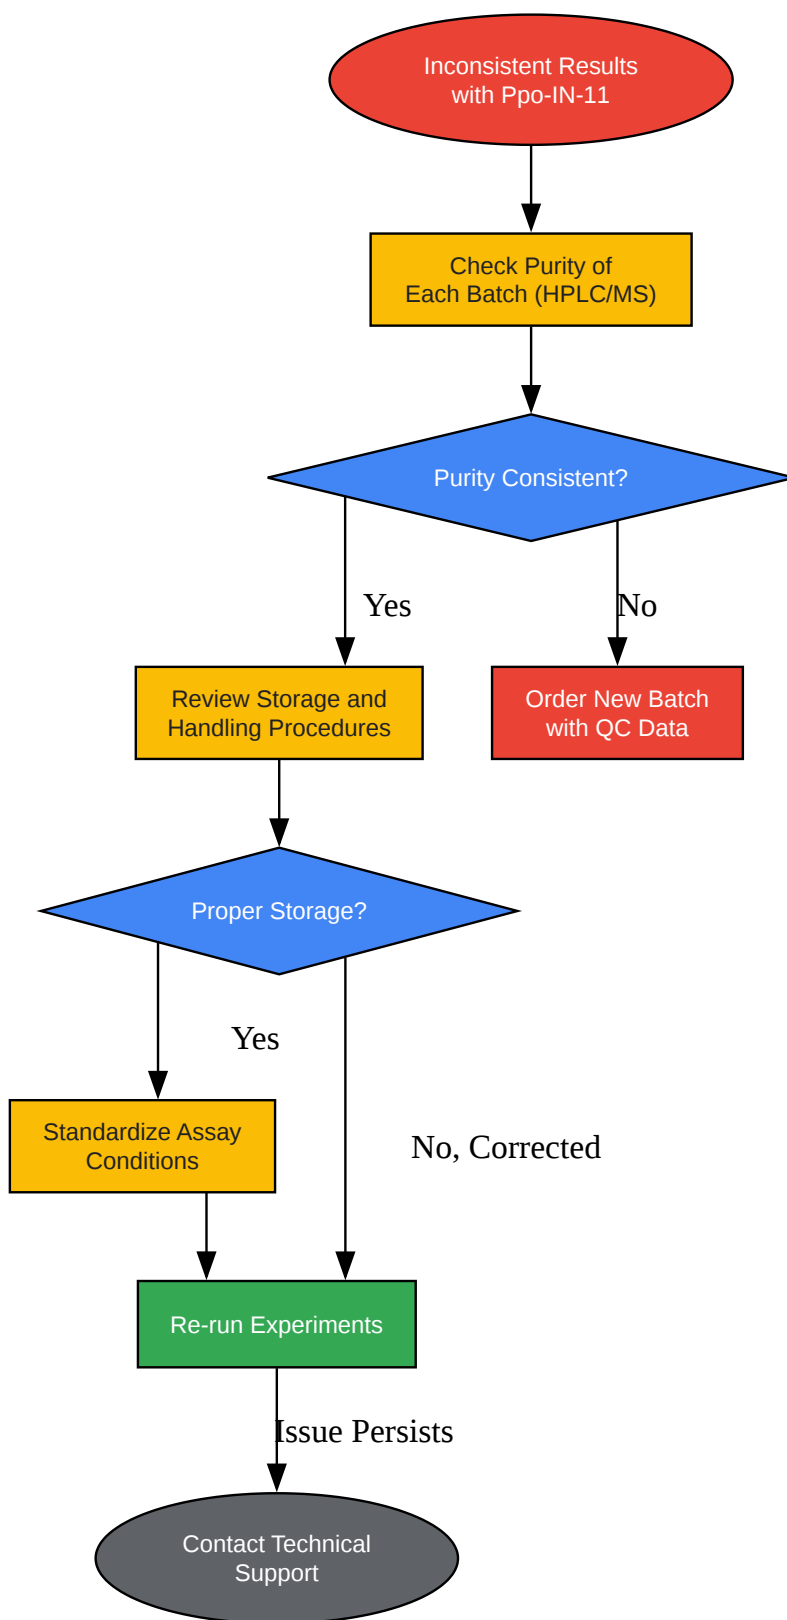 Inconsistent Results
with Ppo-IN-11
Check Purity of
Each Batch (HPLC/MS)
Purity Consistent?
Yes
No
Review Storage and
Handling Procedures
Order New Batch
with QC Data
Proper Storage?
Yes
Standardize Assay
Conditions
No, Corrected
Re-run Experiments
Issue Persists
Contact Technical
Support